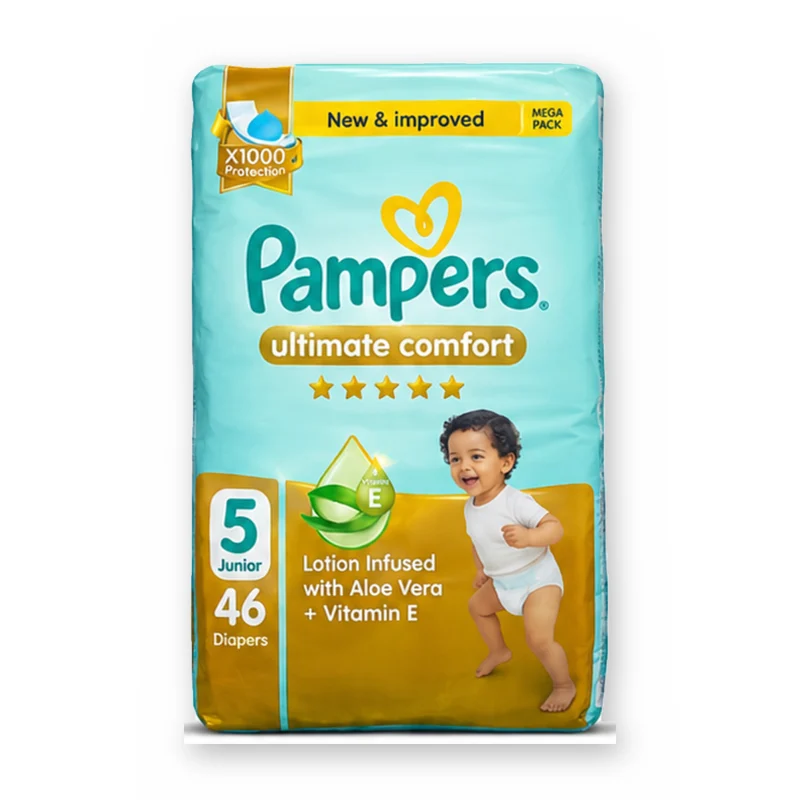 New & improved
MEGA
PACK
X1000
Protection
Pampers®
ultimate comfort
Vitamin
E
5
Junior
46
Diapers
Lotion Infused
with Aloe Vera
+ Vitamin E